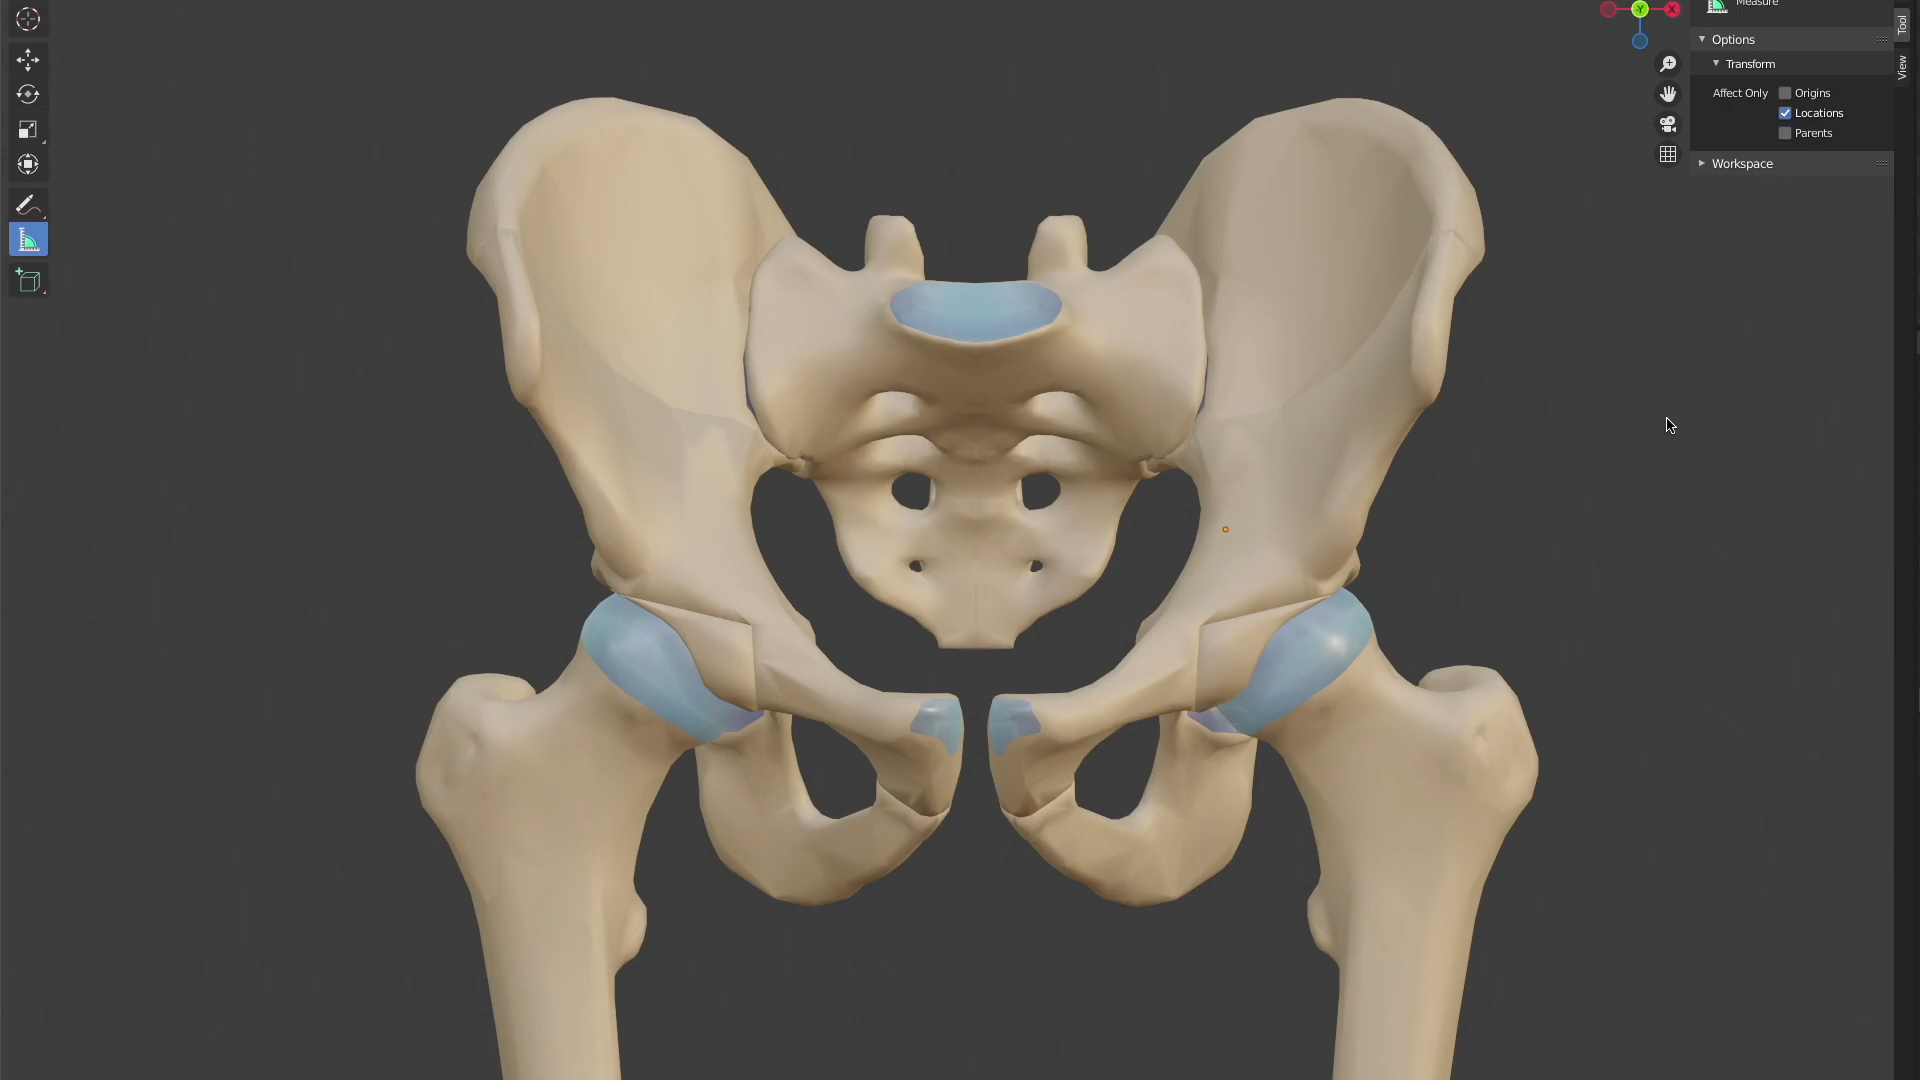 Measure
Options
Transform
Affect Only Origins
Locations
Parents
Workspace
Tool
View
Y
X